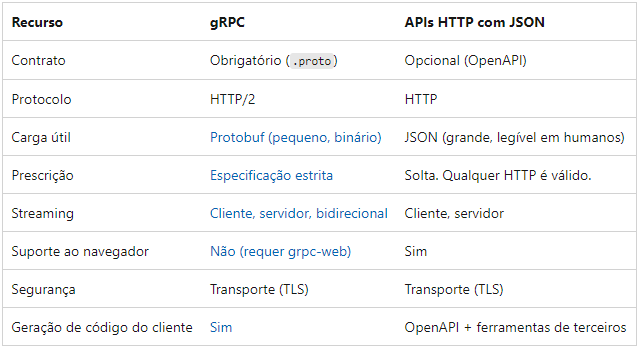 Recurso gRPC APIs HTTP com JSON
Contrato Obrigatório (.proto) Opcional (OpenAPI)
Protocolo HTTP/2 HTTP
Carga útil Protobuf (pequeno, binário) JSON (grande, legível em humanos)
Prescrição Especificação estrita Solta. Qualquer HTTP é válido.
Streaming Cliente, servidor, bidirecional Cliente, servidor
Suporte ao navegador Não (requer grpc-web) Sim
Segurança Transporte (TLS) Transporte (TLS)
Geração de código do cliente Sim OpenAPI + ferramentas de terceiros